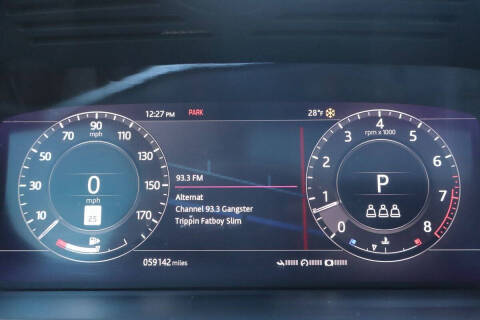 12:27 PM PARK 28°F
90
mph
70 110
50 130
30 150
10 170
0
mph
25
93.3 FM
Alternat
Channel 93.3 Gangster
Trippin Fatboy Slim
4
rpm x 1000
3 5
2 6
1 7
8
P
059142 miles